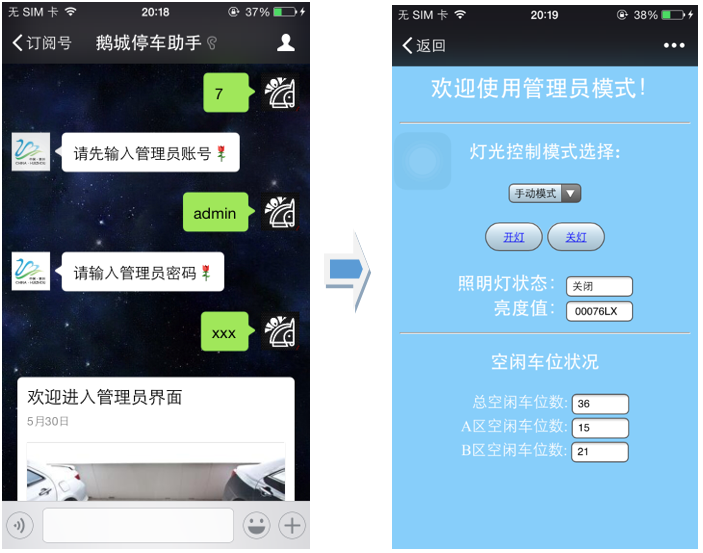 无 SIM 卡 20:18 37%
订阅号 鹅城停车助手
7
请先输入管理员账号🌹
admin
请输入管理员密码🌹
xxx
欢迎进入管理员界面
5月30日
无 SIM 卡 20:19 38%
返回
欢迎使用管理员模式!
灯光控制模式选择:
手动模式
开灯 关灯
照明灯状态: 关闭
亮度值: 00076LX
空闲车位状况
总空闲车位数: 36
A区空闲车位数: 15
B区空闲车位数: 21